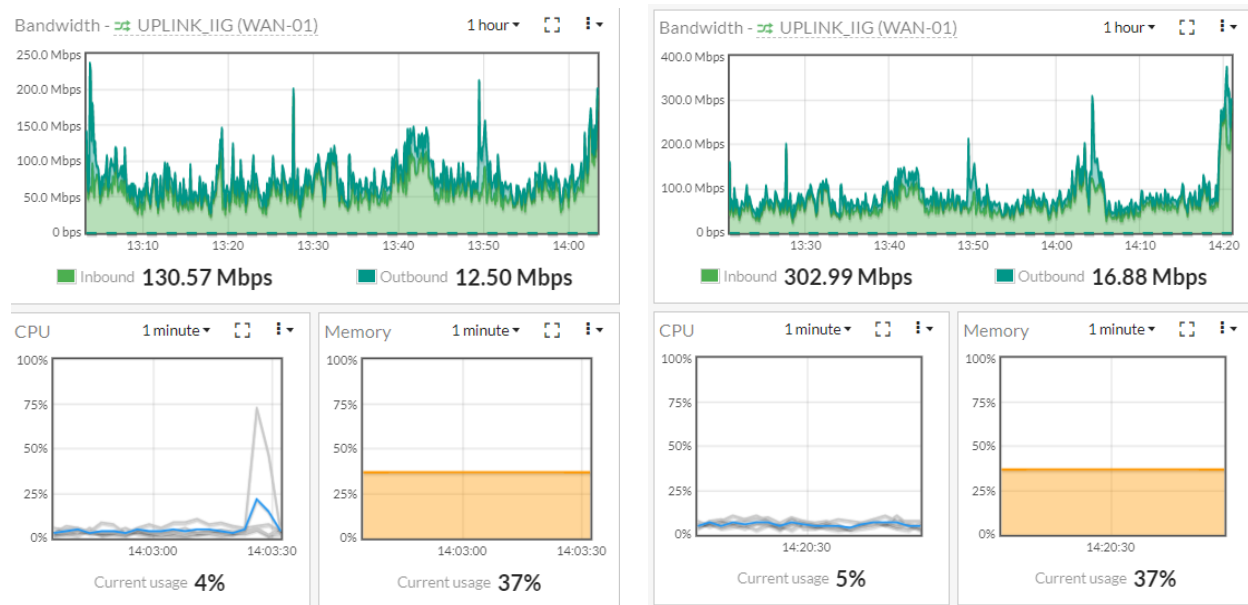 Bandwidth - UPLINK_IIG (WAN-01) 1 hour
250.0 Mbps
200.0 Mbps
150.0 Mbps
100.0 Mbps
50.0 Mbps
0 bps
13:10 13:20 13:30 13:40 13:50 14:00
Inbound 130.57 Mbps Outbound 12.50 Mbps
CPU 1 minute
100%
75%
50%
25%
0%
14:03:00 14:03:30
Current usage 4%
Memory 1 minute
100%
75%
50%
25%
0%
14:03:00 14:03:30
Current usage 37%
Bandwidth - UPLINK_IIG (WAN-01) 1 hour
400.0 Mbps
300.0 Mbps
200.0 Mbps
100.0 Mbps
0 bps
13:30 13:40 13:50 14:00 14:10 14:20
Inbound 302.99 Mbps Outbound 16.88 Mbps
CPU 1 minute
100%
75%
50%
25%
0%
14:20:30
Current usage 5%
Memory 1 minute
100%
75%
50%
25%
0%
14:20:30
Current usage 37%